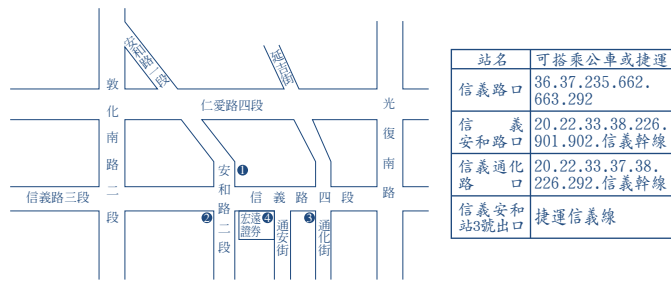 安和路一段
延吉街
敦化南路二段
仁愛路四段
光復南路
❶
安和路二段
信義路三段
信義路四段
❷
宏遠
證券
❹
通安街
❸
通化街
站名 可搭乘公車或捷運
信義路口 36.37.235.662.
663.292
信義
安和路口 20.22.33.38.226.
901.902.信義幹線
信義通化
路口 20.22.33.37.38.
226.292.信義幹線
信義安和
站3號出口 捷運信義線